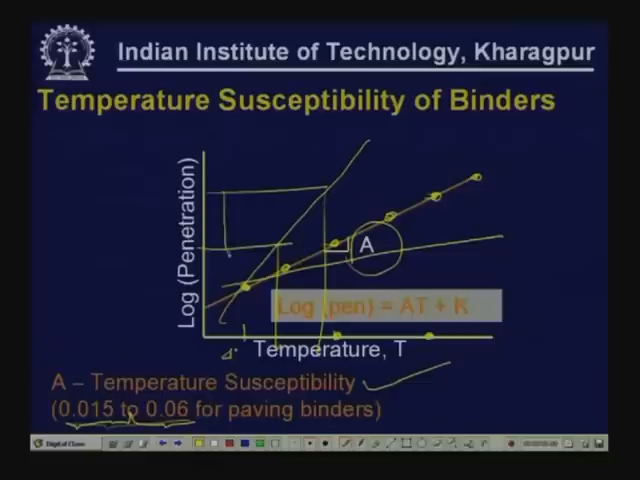 Indian Institute of Technology, Kharagpur
Temperature Susceptibility of Binders
Log (Penetration)
A
Log (pen) = AT + K
Temperature, T
A – Temperature Susceptibility
(0.015 to 0.06 for paving binders)